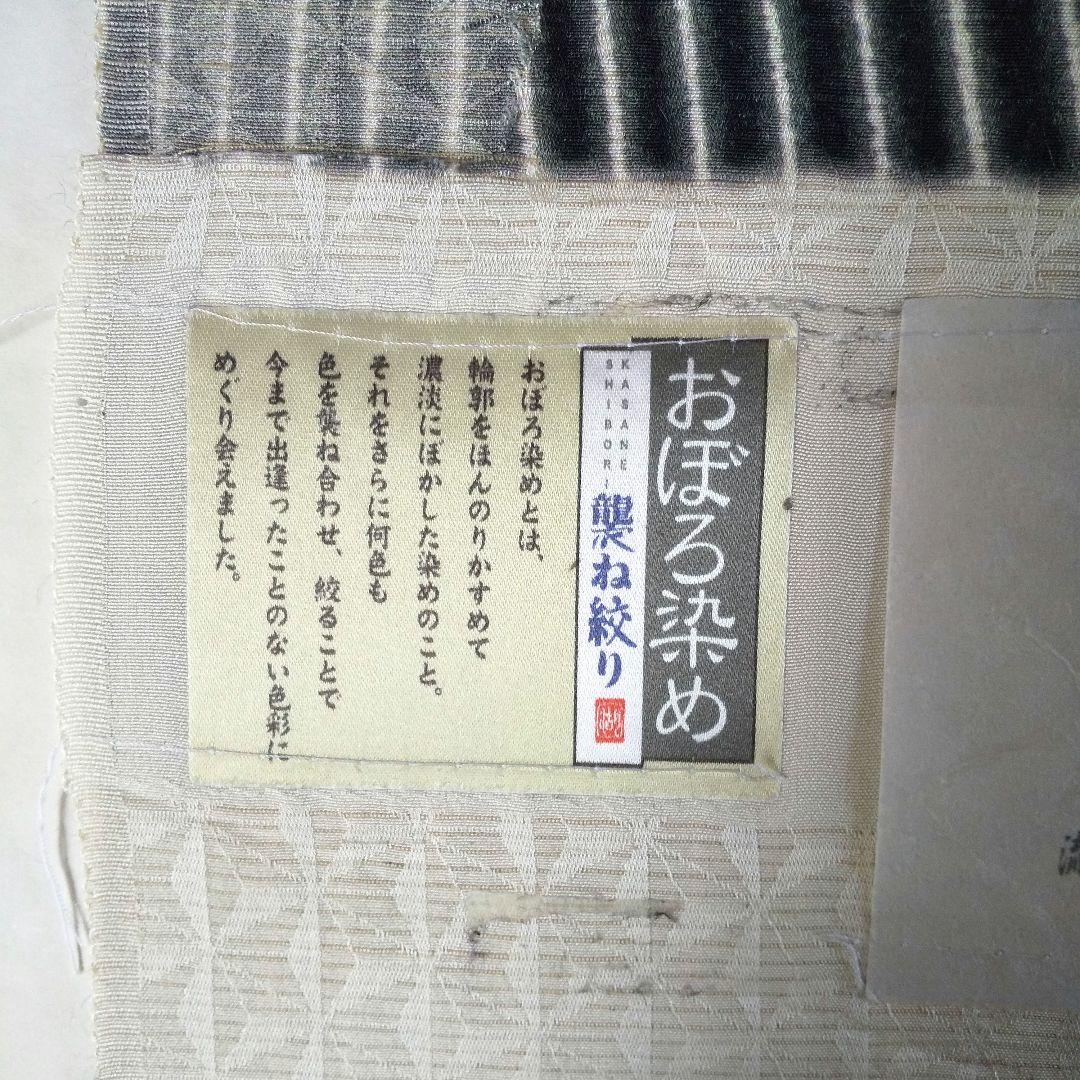 おぼろ染め
KASANE
SHIBORI
襲ね絞り
おぼろ染めとは、
輪郭をほんのりかすめて
濃淡にぼかした染めのこと。
それをさらに何色も
色を襲ね合わせ、絞ることで
今まで出逢ったことのない色彩に
めぐり会えました。